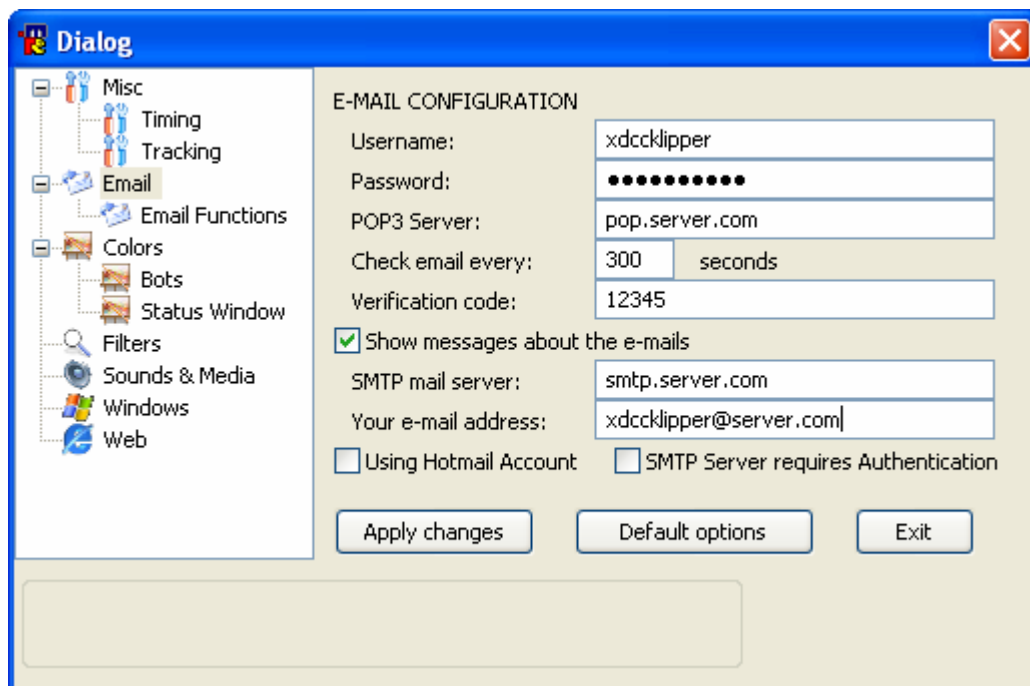 Dialog
Misc
Timing
Tracking
Email
Email Functions
Colors
Bots
Status Window
Filters
Sounds & Media
Windows
Web
E-MAIL CONFIGURATION
Username: xdccklipper
Password: ●●●●●●●●●●
POP3 Server: pop.server.com
Check email every: 300 seconds
Verification code: 12345
Show messages about the e-mails
SMTP mail server: smtp.server.com
Your e-mail address: xdccklipper@server.com
Using Hotmail Account SMTP Server requires Authentication
Apply changes Default options Exit